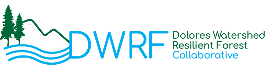 DWRF
Dolores Watershed
Resilient Forest
Collaborative